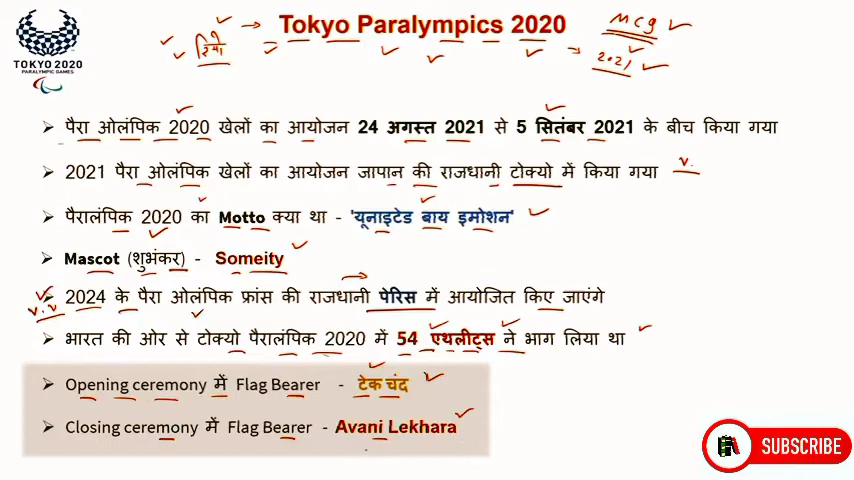 Tokyo Paralympics 2020
mcg
2021
TOKYO 2020
PARALYMPIC GAMES
➤ पैरा ओलंपिक 2020 खेलों का आयोजन 24 अगस्त 2021 से 5 सितंबर 2021 के बीच किया गया
➤ 2021 पैरा ओलंपिक खेलों का आयोजन जापान की राजधानी टोक्यो में किया गया
➤ पैरालंपिक 2020 का Motto क्या था - 'यूनाइटेड बाय इमोशन'
➤ Mascot (शुभंकर) - Someity
➤ 2024 के पैरा ओलंपिक फ्रांस की राजधानी पेरिस में आयोजित किए जाएंगे
➤ भारत की ओर से टोक्यो पैरालंपिक 2020 में 54 एथलीट्स ने भाग लिया था
➤ Opening ceremony में Flag Bearer - टेक चंद
➤ Closing ceremony में Flag Bearer - Avani Lekhara
SUBSCRIBE